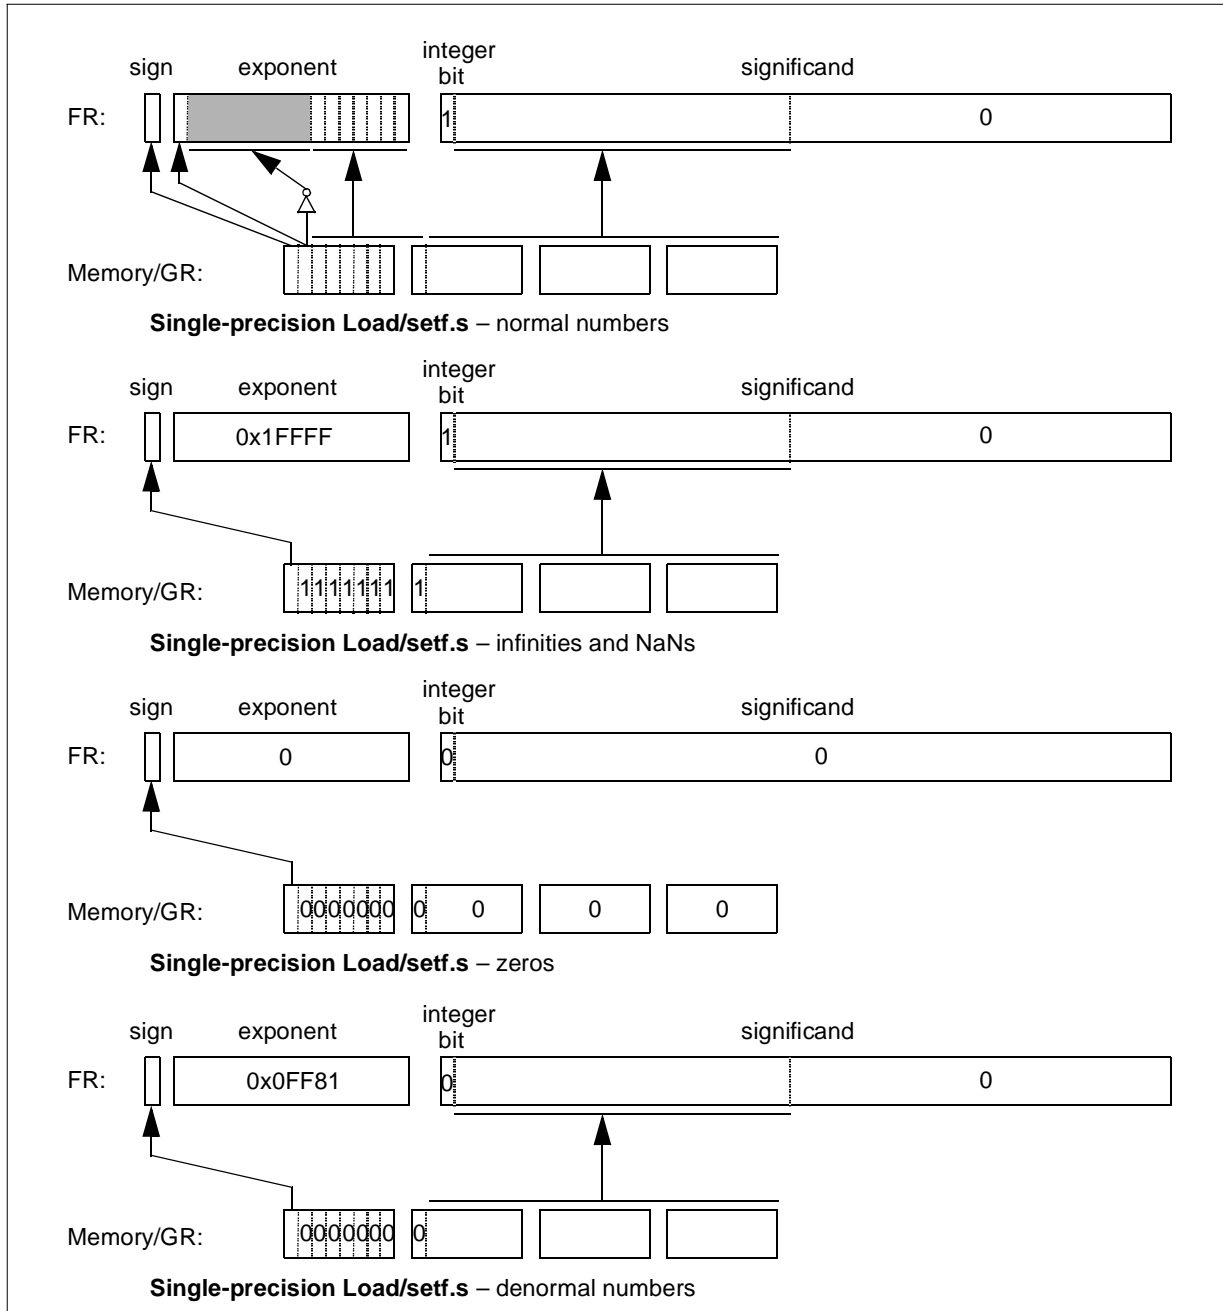 sign exponent integer bit significand
FR: 1 0
Memory/GR:
Single-precision Load/setf.s – normal numbers
sign exponent integer bit significand
FR: 0x1FFFF 1 0
Memory/GR: 1111111 1
Single-precision Load/setf.s – infinities and NaNs
sign exponent integer bit significand
FR: 0 0 0
Memory/GR: 0000000 0 0 0 0
Single-precision Load/setf.s – zeros
sign exponent integer bit significand
FR: 0x0FF81 0 0
Memory/GR: 0000000 0
Single-precision Load/setf.s – denormal numbers